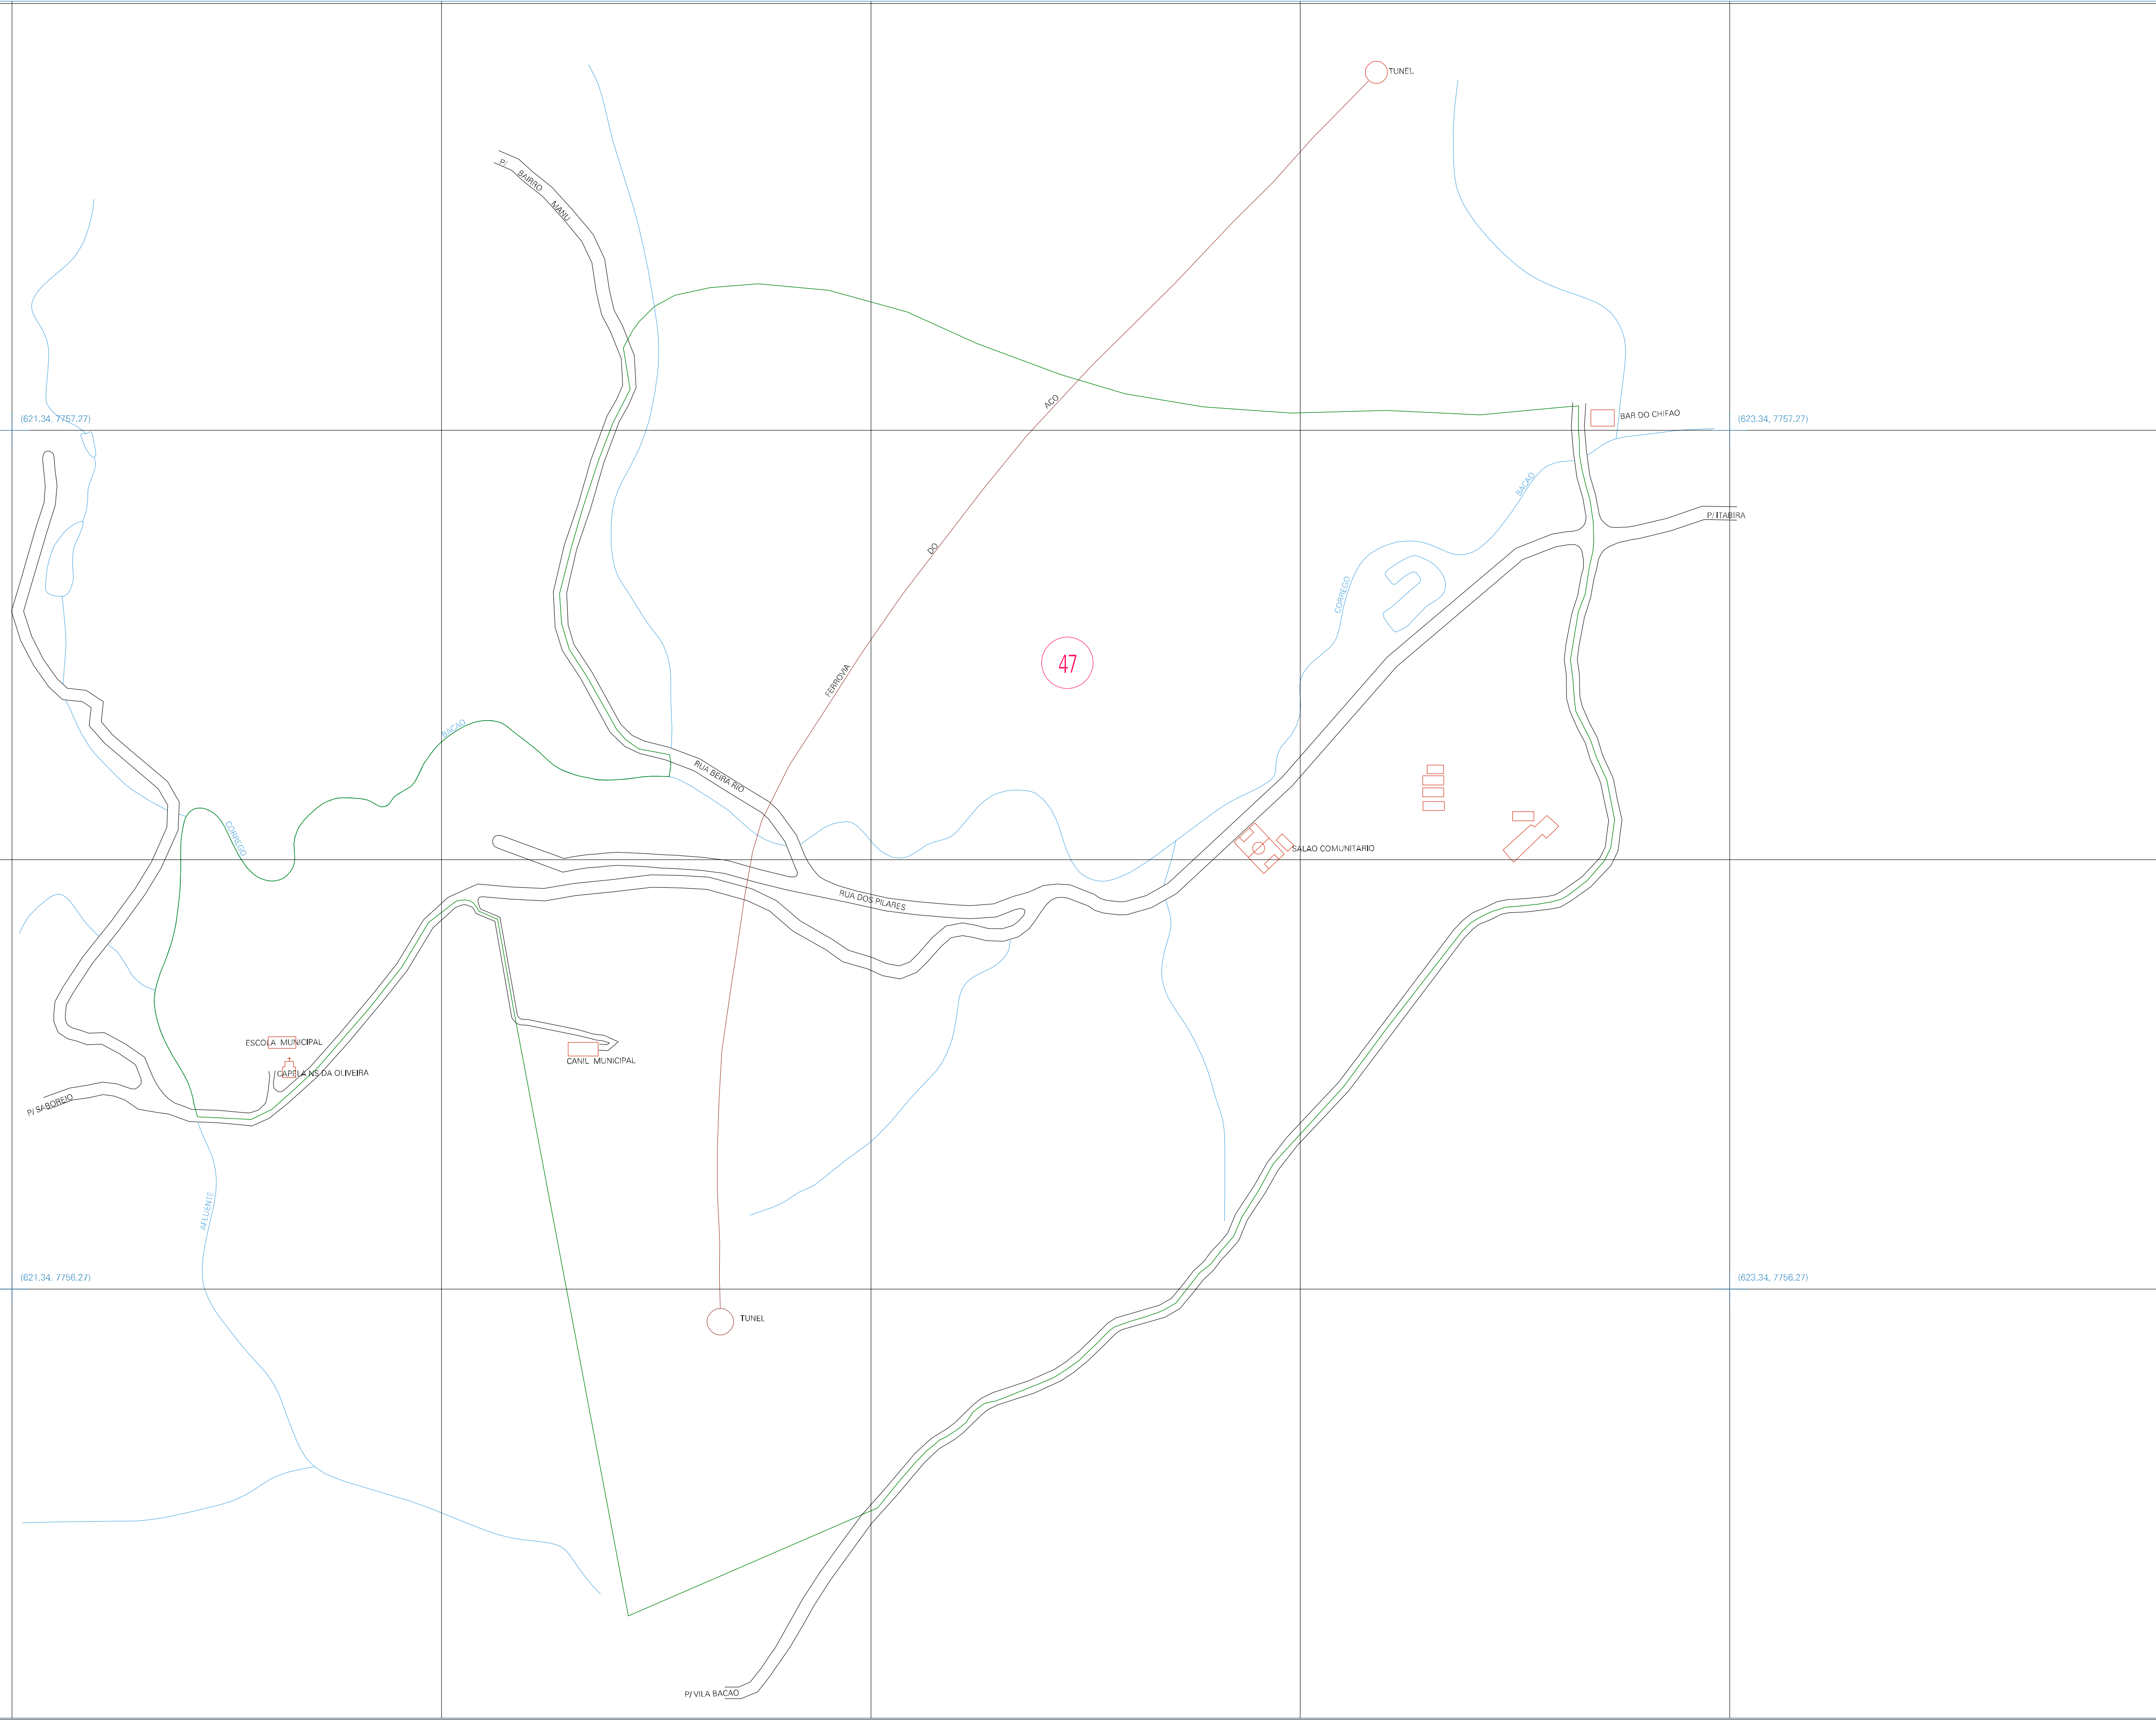 TUNEL
P/ BAIRRO MANU
ACO
(621.34, 7757.27)
BAR DO CHIFAO
(623.34, 7757.27)
BACAO
P/ ITABIRA
DO
CORREGO
47
FERROVIA
BACAO
RUA BEIRA RIO
CORREGO
SALAO COMUNITARIO
RUA DOS PILARES
ESCOLA MUNICIPAL
CANIL MUNICIPAL
CAPELA NS DA OLIVEIRA
P/ SABOREIO
AFLUENTE
(621.34, 7756.27)
(623.34, 7756.27)
TUNEL
P/ VILA BACAO